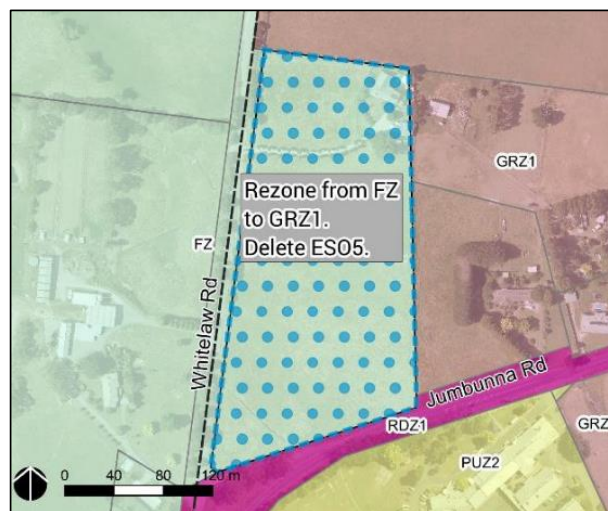 GRZ1
Rezone from FZ
to GRZ1.
Delete ESO5.
FZ
Whitelaw Rd
Jumbunna Rd
RDZ1
GRZ
PUZ2
0 40 80 120 m